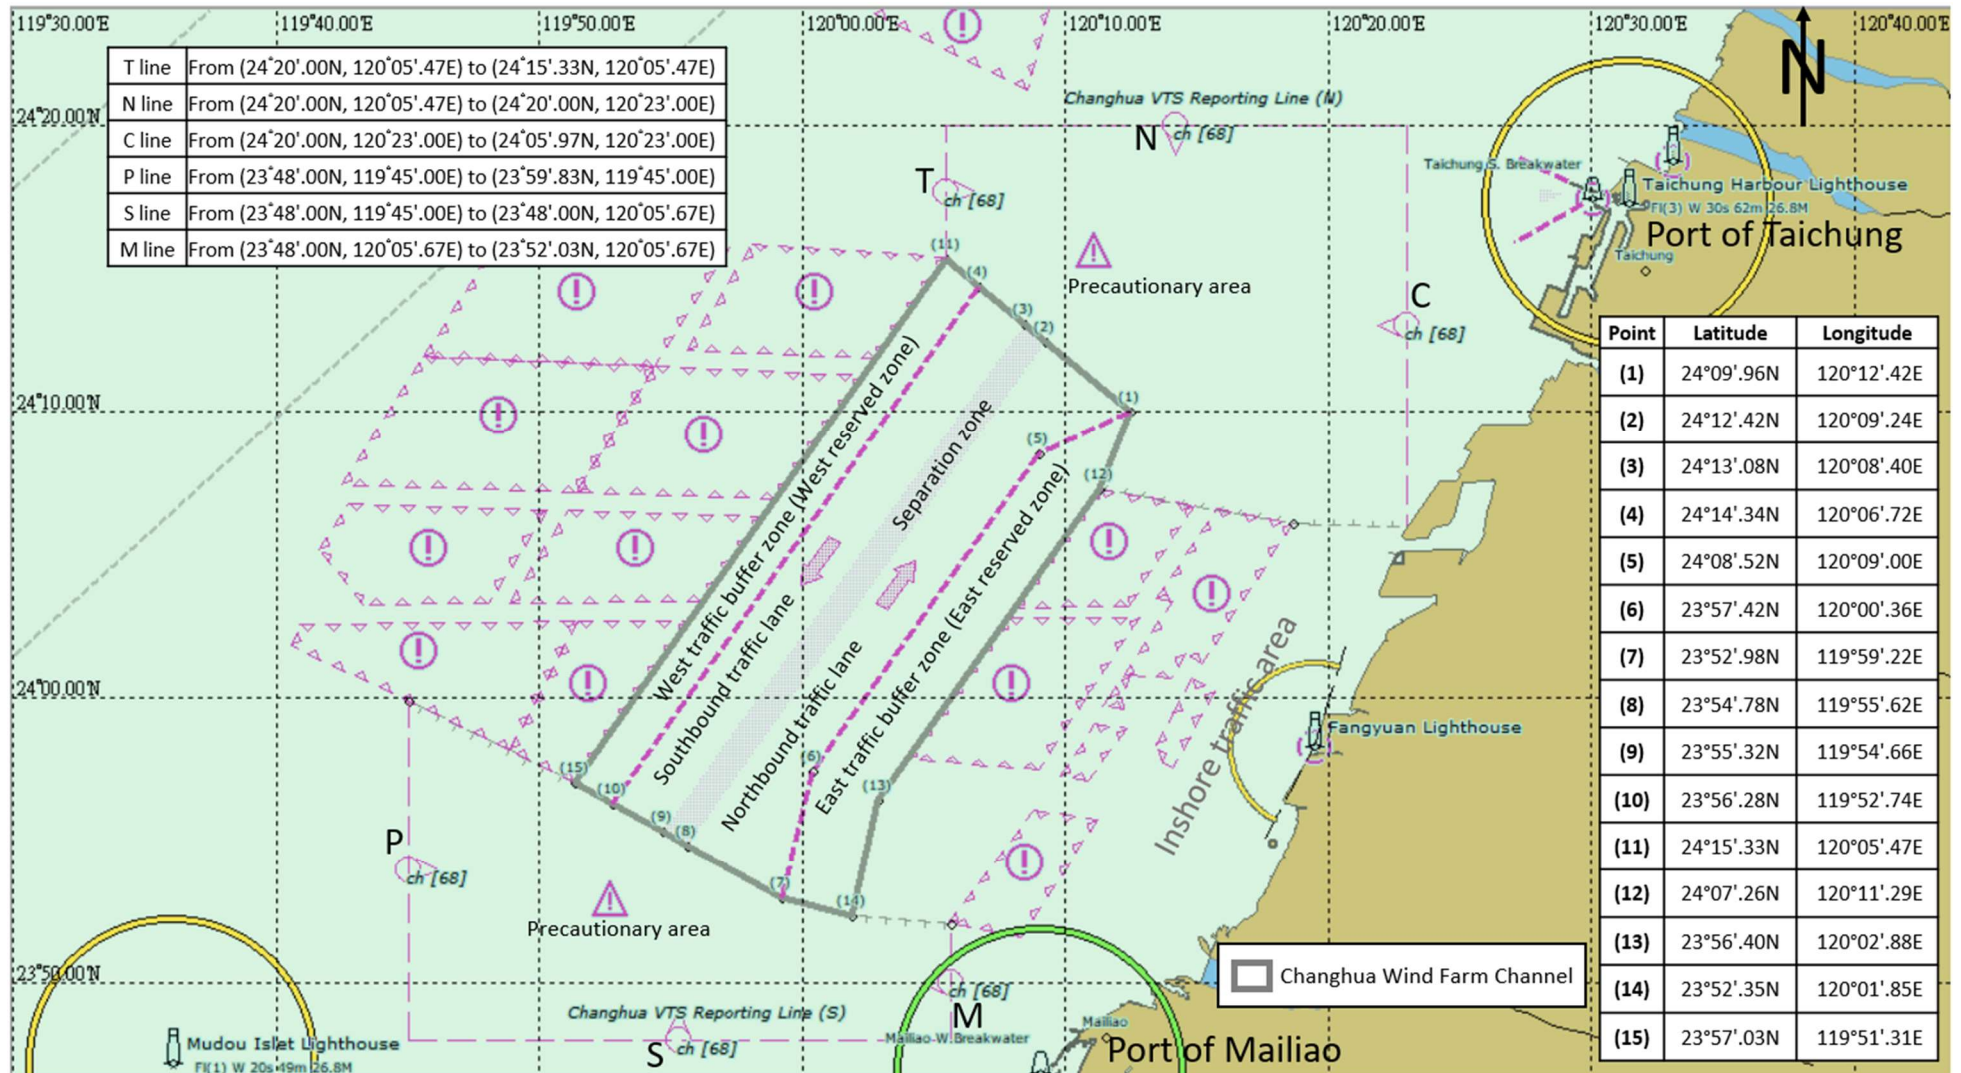 119°30'.00'E 119°40'.00'E 119°50'.00'E 120°00'.00'E 120°10'.00'E 120°20'.00'E 120°30'.00'E 120°40'.00'E
N
T line From (24°20'.00N, 120°05'.47E) to (24°15'.33N, 120°05'.47E)
N line From (24°20'.00N, 120°05'.47E) to (24°20'.00N, 120°23'.00E)
C line From (24°20'.00N, 120°23'.00E) to (24°05'.97N, 120°23'.00E)
P line From (23°48'.00N, 119°45'.00E) to (23°59'.83N, 119°45'.00E)
S line From (23°48'.00N, 119°45'.00E) to (23°48'.00N, 120°05'.67E)
M line From (23°48'.00N, 120°05'.67E) to (23°52'.03N, 120°05'.67E)
24°20'.00'N
Changhua VTS Reporting Line (N)
N
ch [68]
T
ch [68]
Taichung S. Breakwater
Taichung Harbour Lighthouse
Fl(3) W 30s 62m 26.8M
Port of Taichung
Taichung
(11)
(4)
(3)
(2)
Precautionary area
C
ch [68]
24°10'.00'N
(1)
(5)
(12)
West traffic buffer zone (West reserved zone)
Southbound traffic lane
Separation zone
Northbound traffic lane
East traffic buffer zone (East reserved zone)
Inshore traffic area
24°00'.00'N
Fangyuan Lighthouse
(6)
(15)
(10)
(13)
(9)
(8)
P
ch [68]
(7)
(14)
Precautionary area
23°50'.00'N
Changhua VTS Reporting Line (S)
S
ch [68]
ch [68]
M
Mailiao W.Breakwater
Mailiao
Port of Mailiao
Mudou Islet Lighthouse
Fl(1) W 20s 49m 26.8M
Changhua Wind Farm Channel
Point Latitude Longitude
(1) 24°09'.96N 120°12'.42E
(2) 24°12'.42N 120°09'.24E
(3) 24°13'.08N 120°08'.40E
(4) 24°14'.34N 120°06'.72E
(5) 24°08'.52N 120°09'.00E
(6) 23°57'.42N 120°00'.36E
(7) 23°52'.98N 119°59'.22E
(8) 23°54'.78N 119°55'.62E
(9) 23°55'.32N 119°54'.66E
(10) 23°56'.28N 119°52'.74E
(11) 24°15'.33N 120°05'.47E
(12) 24°07'.26N 120°11'.29E
(13) 23°56'.40N 120°02'.88E
(14) 23°52'.35N 120°01'.85E
(15) 23°57'.03N 119°51'.31E